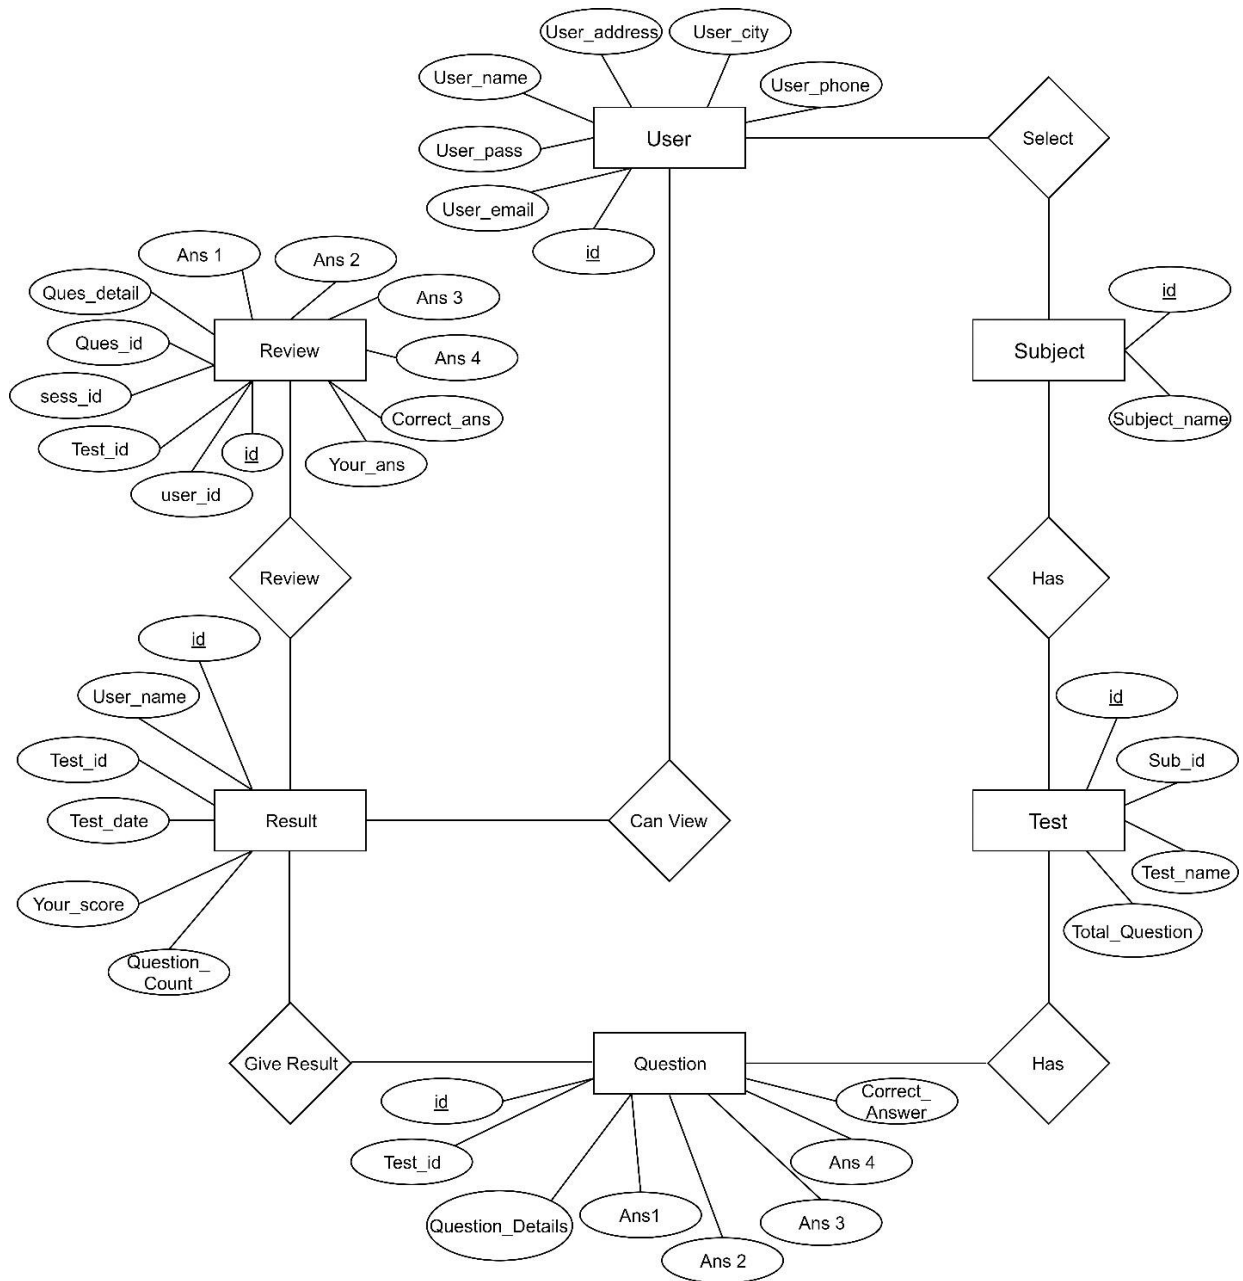 User_address
User_city
User_name
User_phone
User
Select
User_pass
User_email
id
Ans 1
Ans 2
Ques_detail
Ans 3
id
Ques_id
Review
Ans 4
Subject
sess_id
Correct_ans
Subject_name
Test_id
id
Your_ans
user_id
Review
Has
id
User_name
id
Test_id
Sub_id
Test_date
Result
Can View
Test
Test_name
Your_score
Total_Question
Question_
Count
Give Result
Question
Has
id
Correct_
Answer
Test_id
Ans 4
Question_Details
Ans1
Ans 3
Ans 2